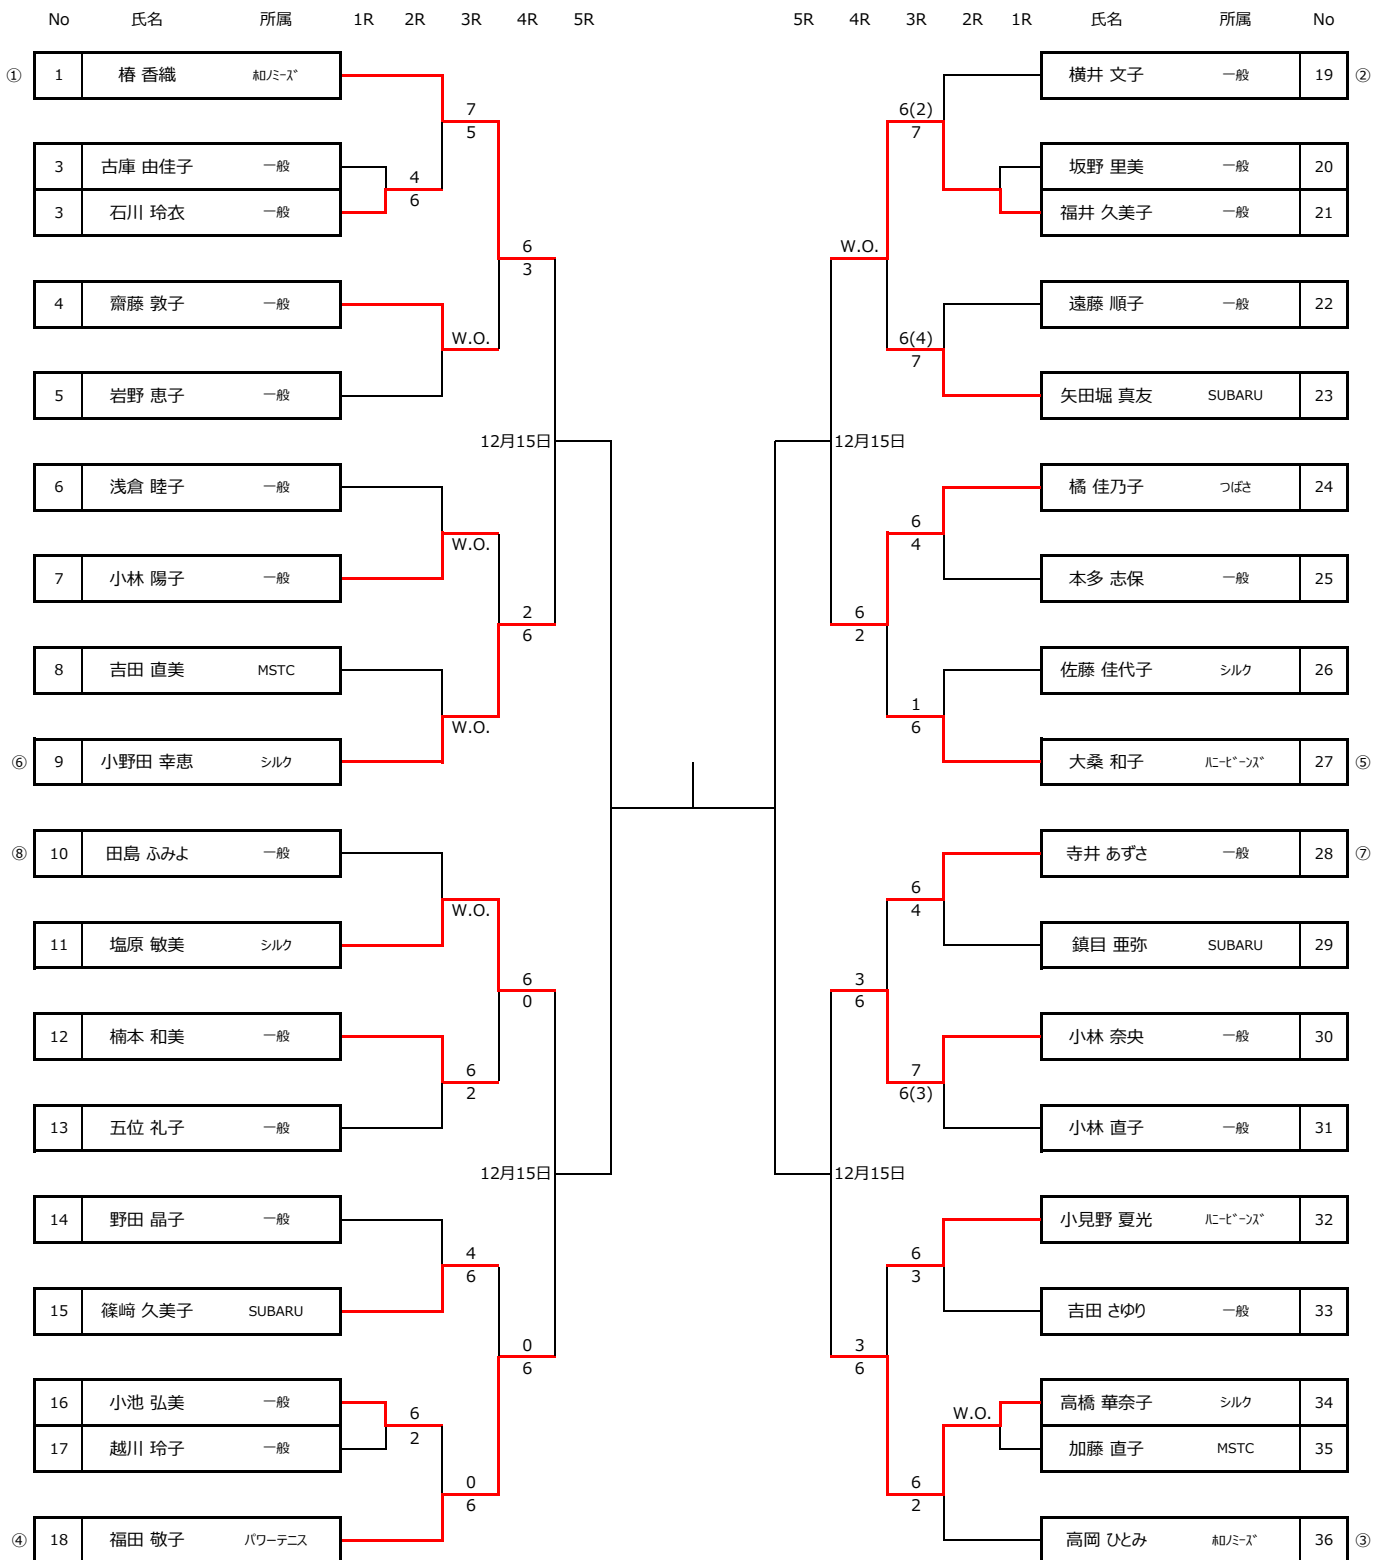 No 氏名 所属 1R 2R 3R 4R 5R 5R 4R 3R 2R 1R 氏名 所属 No
① 1 椿 香織 ﾎﾛﾉﾐｰｽﾞ 横井 文子 一般 19 ②
7 6(2)
5 7
3 古庫 由佳子 一般 坂野 里美 一般 20
4
3 石川 玲衣 一般 6 福井 久美子 一般 21
6 W.O.
3
4 齋藤 敦子 一般 遠藤 順子 一般 22
W.O. 6(4)
7
5 岩野 恵子 一般 矢田堀 真友 SUBARU 23
12月15日 12月15日
6 浅倉 睦子 一般 橘 佳乃子 つばさ 24
6
W.O. 4
7 小林 陽子 一般 本多 志保 一般 25
2 6
6 2
8 吉田 直美 MSTC 佐藤 佳代子 シルク 26
1
W.O. 6
⑥ 9 小野田 幸恵 シルク 大桑 和子 ﾊﾆｰﾋﾞｰﾝｽﾞ 27 ⑤
⑧ 10 田島 ふみよ 一般 寺井 あずさ 一般 28 ⑦
6
W.O. 4
11 塩原 敏美 シルク 鎮目 亜弥 SUBARU 29
6 3
0 6
12 楠本 和美 一般 小林 奈央 一般 30
6 7
2 6(3)
13 五位 礼子 一般 小林 直子 一般 31
12月15日 12月15日
14 野田 晶子 一般 小見野 夏光 ﾊﾆｰﾋﾞｰﾝｽﾞ 32
4 6
6 3
15 篠﨑 久美子 SUBARU 吉田 さゆり 一般 33
0 3
6 6
16 小池 弘美 一般 高橋 華奈子 シルク 34
6 W.O.
2
17 越川 玲子 一般 加藤 直子 MSTC 35
0 6
6 2
④ 18 福田 敬子 パワーテニス 高岡 ひとみ ﾎﾛﾉﾐｰｽﾞ 36 ③